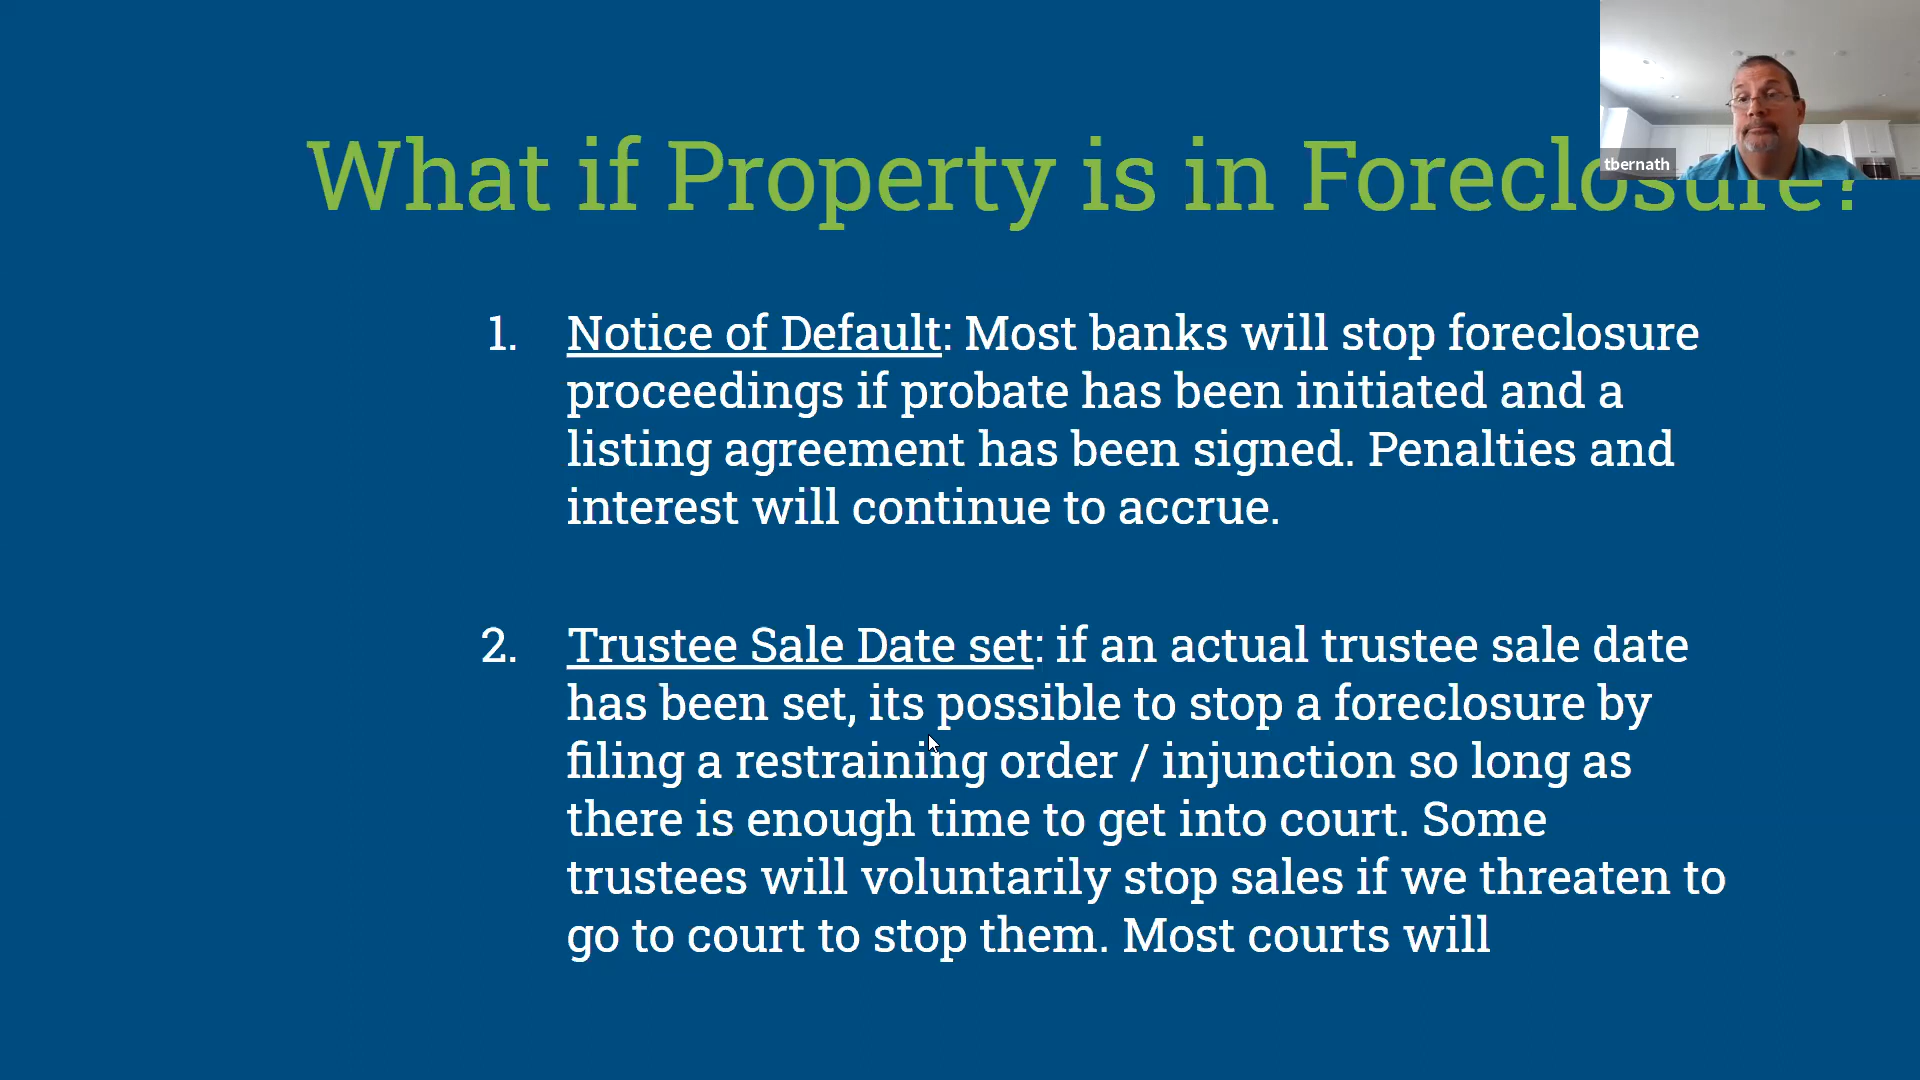 What if Property is in Foreclosure?
tbernath
1. Notice of Default: Most banks will stop foreclosure
proceedings if probate has been initiated and a
listing agreement has been signed. Penalties and
interest will continue to accrue.
2. Trustee Sale Date set: if an actual trustee sale date
has been set, its possible to stop a foreclosure by
filing a restraining order / injunction so long as
there is enough time to get into court. Some
trustees will voluntarily stop sales if we threaten to
go to court to stop them. Most courts will